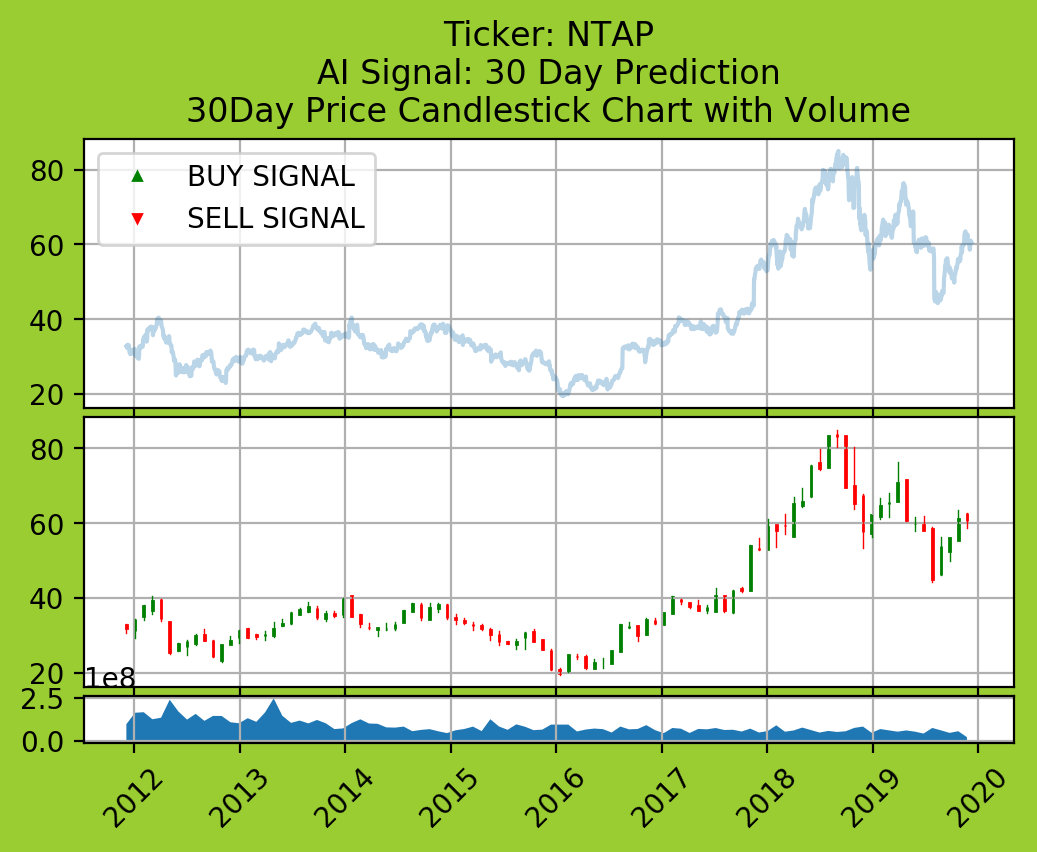 Ticker: NTAP
AI Signal: 30 Day Prediction
30Day Price Candlestick Chart with Volume
BUY SIGNAL
SELL SIGNAL
80
60
40
20
80
60
40
20
1e8
2.5
0.0
2012 2013 2014 2015 2016 2017 2018 2019 2020